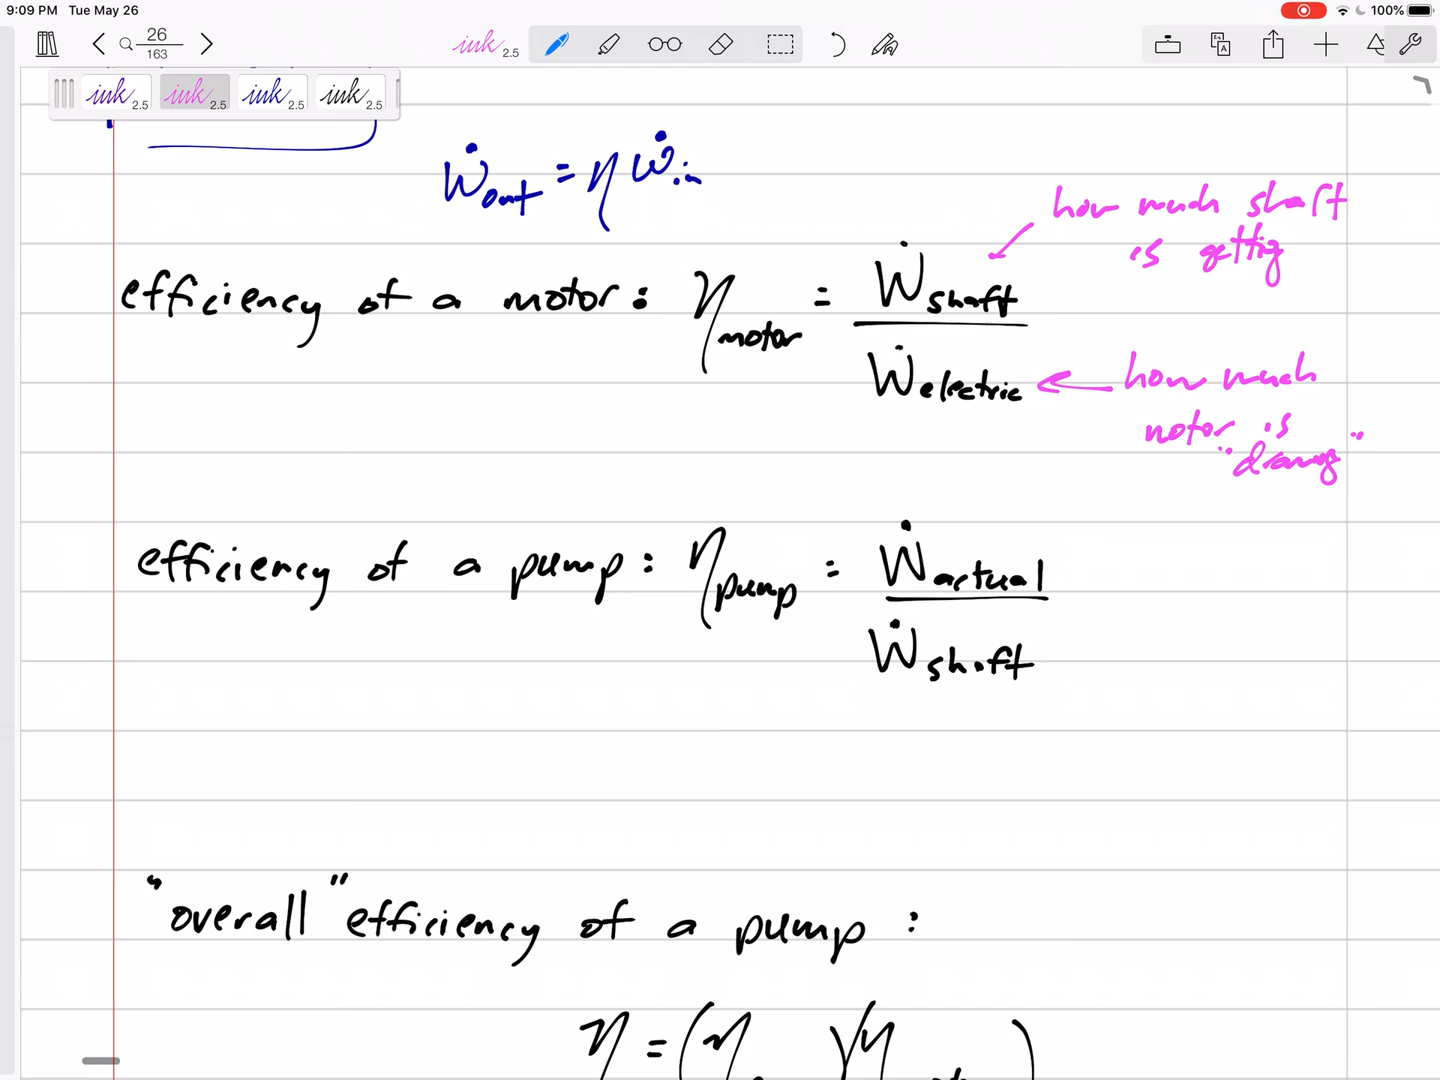 9:09 PM Tue May 26
100%
26
163
ink 2.5
ink 2.5 ink 2.5 ink 2.5 ink 2.5
Ẇout = η Ẇin
how much shaft
is gettig
efficiency of a motor: ηmotor = Ẇshaft / Ẇelectric
how much
motor is
"drawing"
efficiency of a pump: ηpump = Ẇactual / Ẇshaft
"overall" efficiency of a pump:
η = (η )(η )